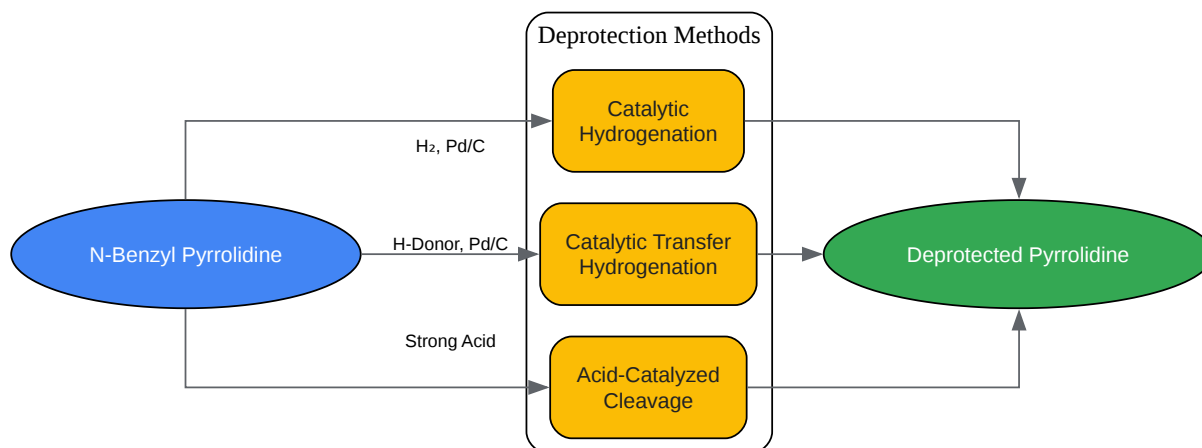 Deprotection Methods
Catalytic
Hydrogenation
H₂, Pd/C
N-Benzyl Pyrrolidine
H-Donor, Pd/C
Catalytic Transfer
Hydrogenation
Deprotected Pyrrolidine
Strong Acid
Acid-Catalyzed
Cleavage